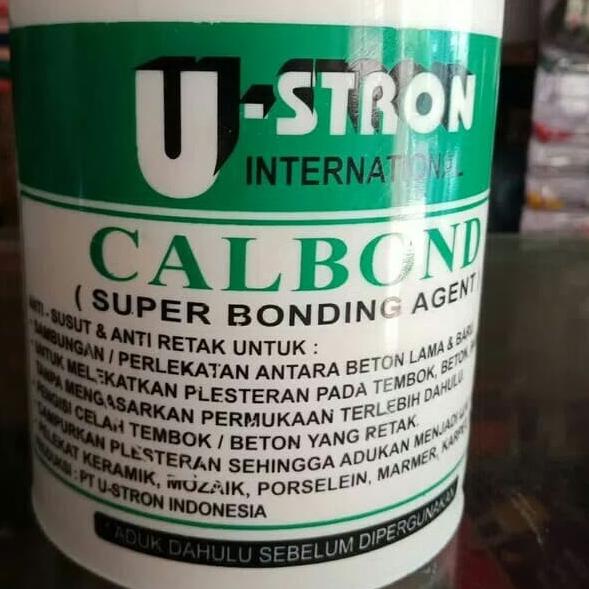 U-STRON
INTERNATIONAL
CALBOND
( SUPER BONDING AGENT )
ANTI - SUSUT & ANTI RETAK UNTUK :
SAMBUNGAN / PERLEKATAN ANTARA BETON LAMA & BARU
UNTUK MELEKATKAN PLESTERAN PADA TEMBOK, BETON
TANPA MENGASARKAN PERMUKAAN TERLEBIH DAHULU.
PENGISI CELAH TEMBOK / BETON YANG RETAK.
CAMPURKAN PLESTERAN SEHINGGA ADUKAN MENJADI
PELEKAT KERAMIK, MOZAIK, PORSELEIN, MARMER,
PRODUKSI : PT U-STRON INDONESIA
ADUK DAHULU SEBELUM DIPERGUNAKAN